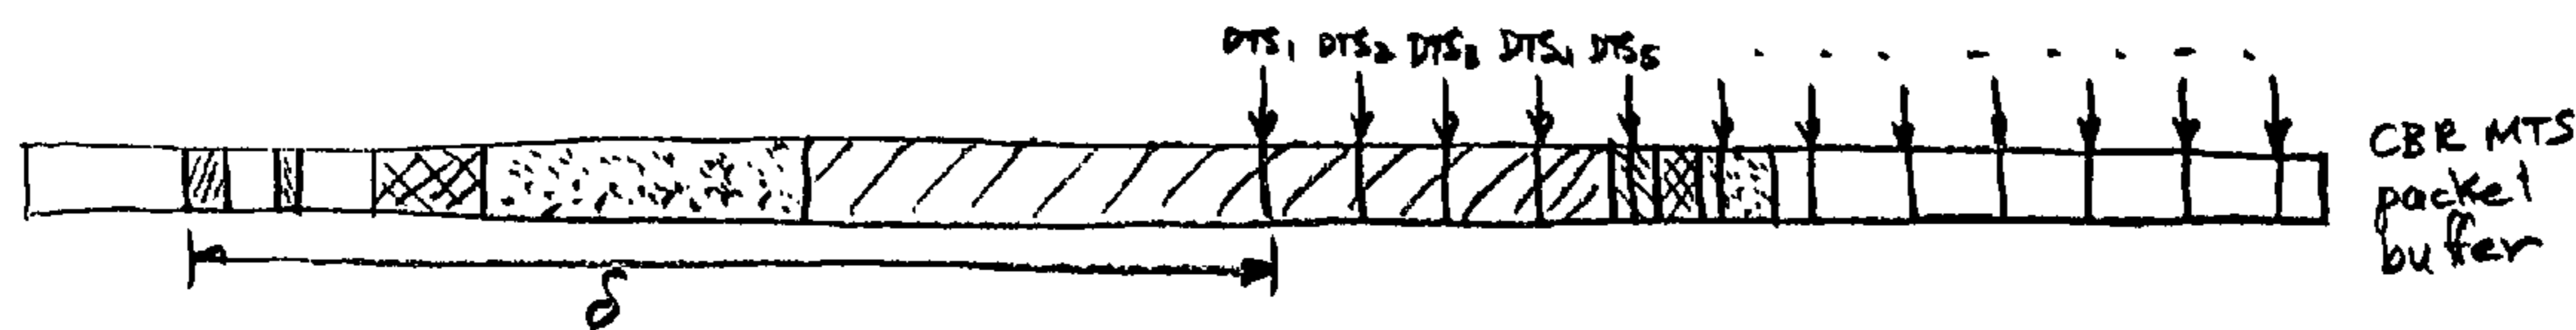 DTS₁ DTS₂ DTS₃ DTS₄ DTS₅ . . . - . . - .
CBR MTS
packet
buffer
δ